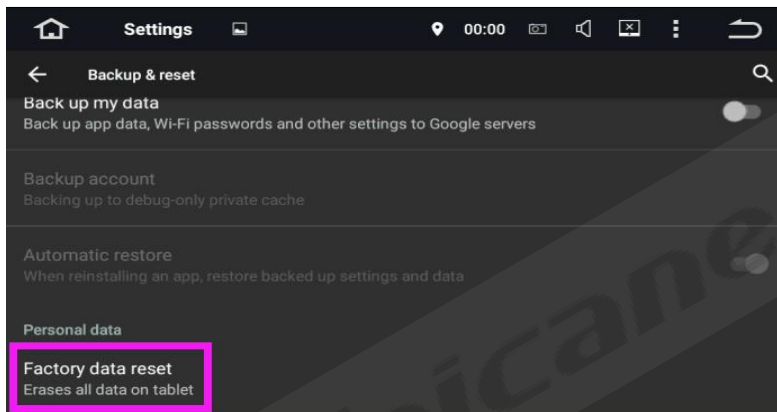 Settings
00:00
Backup & reset
Back up my data
Back up app data, Wi-Fi passwords and other settings to Google servers
Backup account
Backing up to debug-only private cache
Automatic restore
When reinstalling an app, restore backed up settings and data
Personal data
Factory data reset
Erases all data on tablet